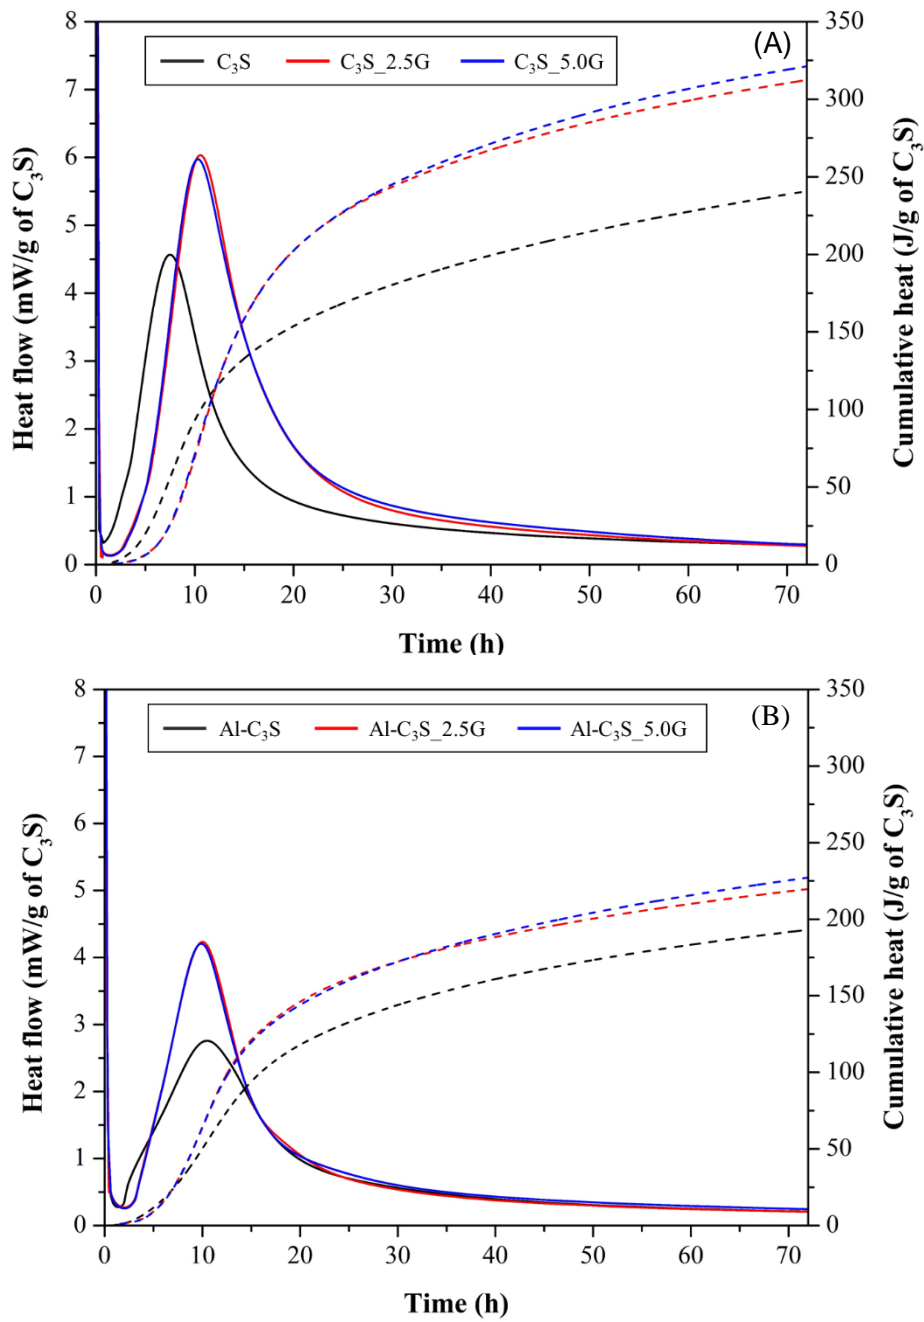 (A)
C₃S C₃S_2.5G C₃S_5.0G
Heat flow (mW/g of C₃S)
8
7
6
5
4
3
2
1
0
350
300
250
200
150
100
50
0
Cumulative heat (J/g of C₃S)
0 10 20 30 40 50 60 70
Time (h)
(B)
Al-C₃S Al-C₃S_2.5G Al-C₃S_5.0G
Heat flow (mW/g of C₃S)
8
7
6
5
4
3
2
1
0
350
300
250
200
150
100
50
0
Cumulative heat (J/g of C₃S)
0 10 20 30 40 50 60 70
Time (h)